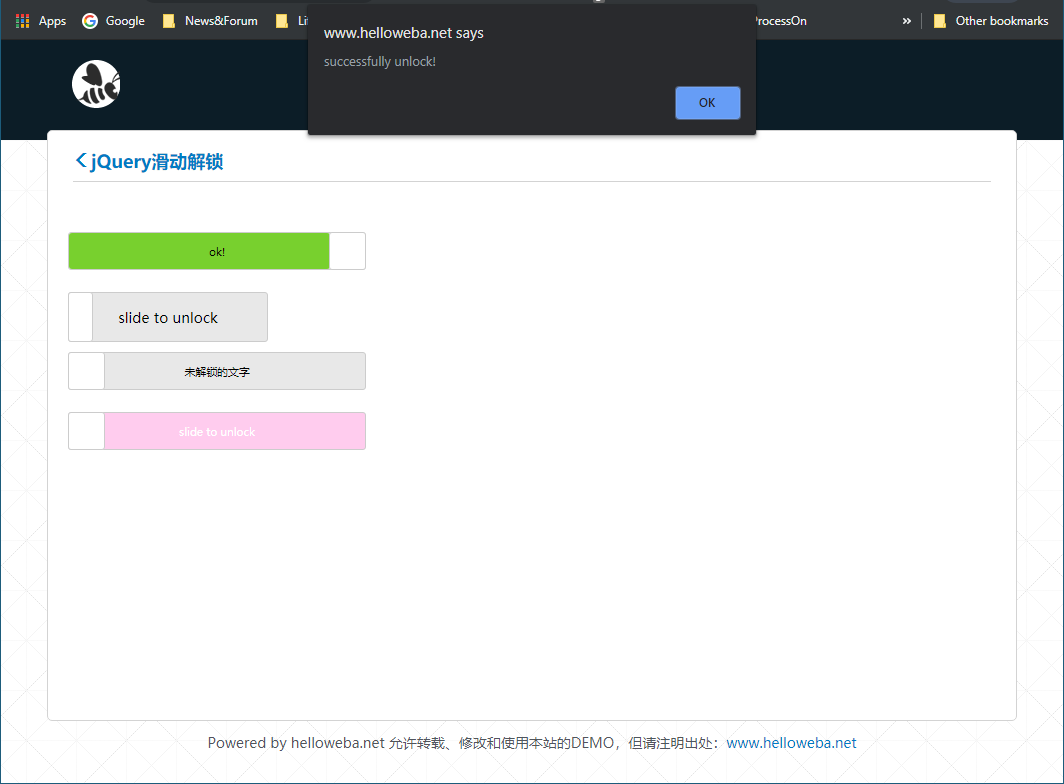 Apps Google News&Forum Li ProcessOn » Other bookmarks
www.helloweba.net says
successfully unlock!
OK
jQuery滑动解锁
ok!
slide to unlock
未解锁的文字
slide to unlock
Powered by helloweba.net 允许转载、修改和使用本站的DEMO，但请注明出处：www.helloweba.net